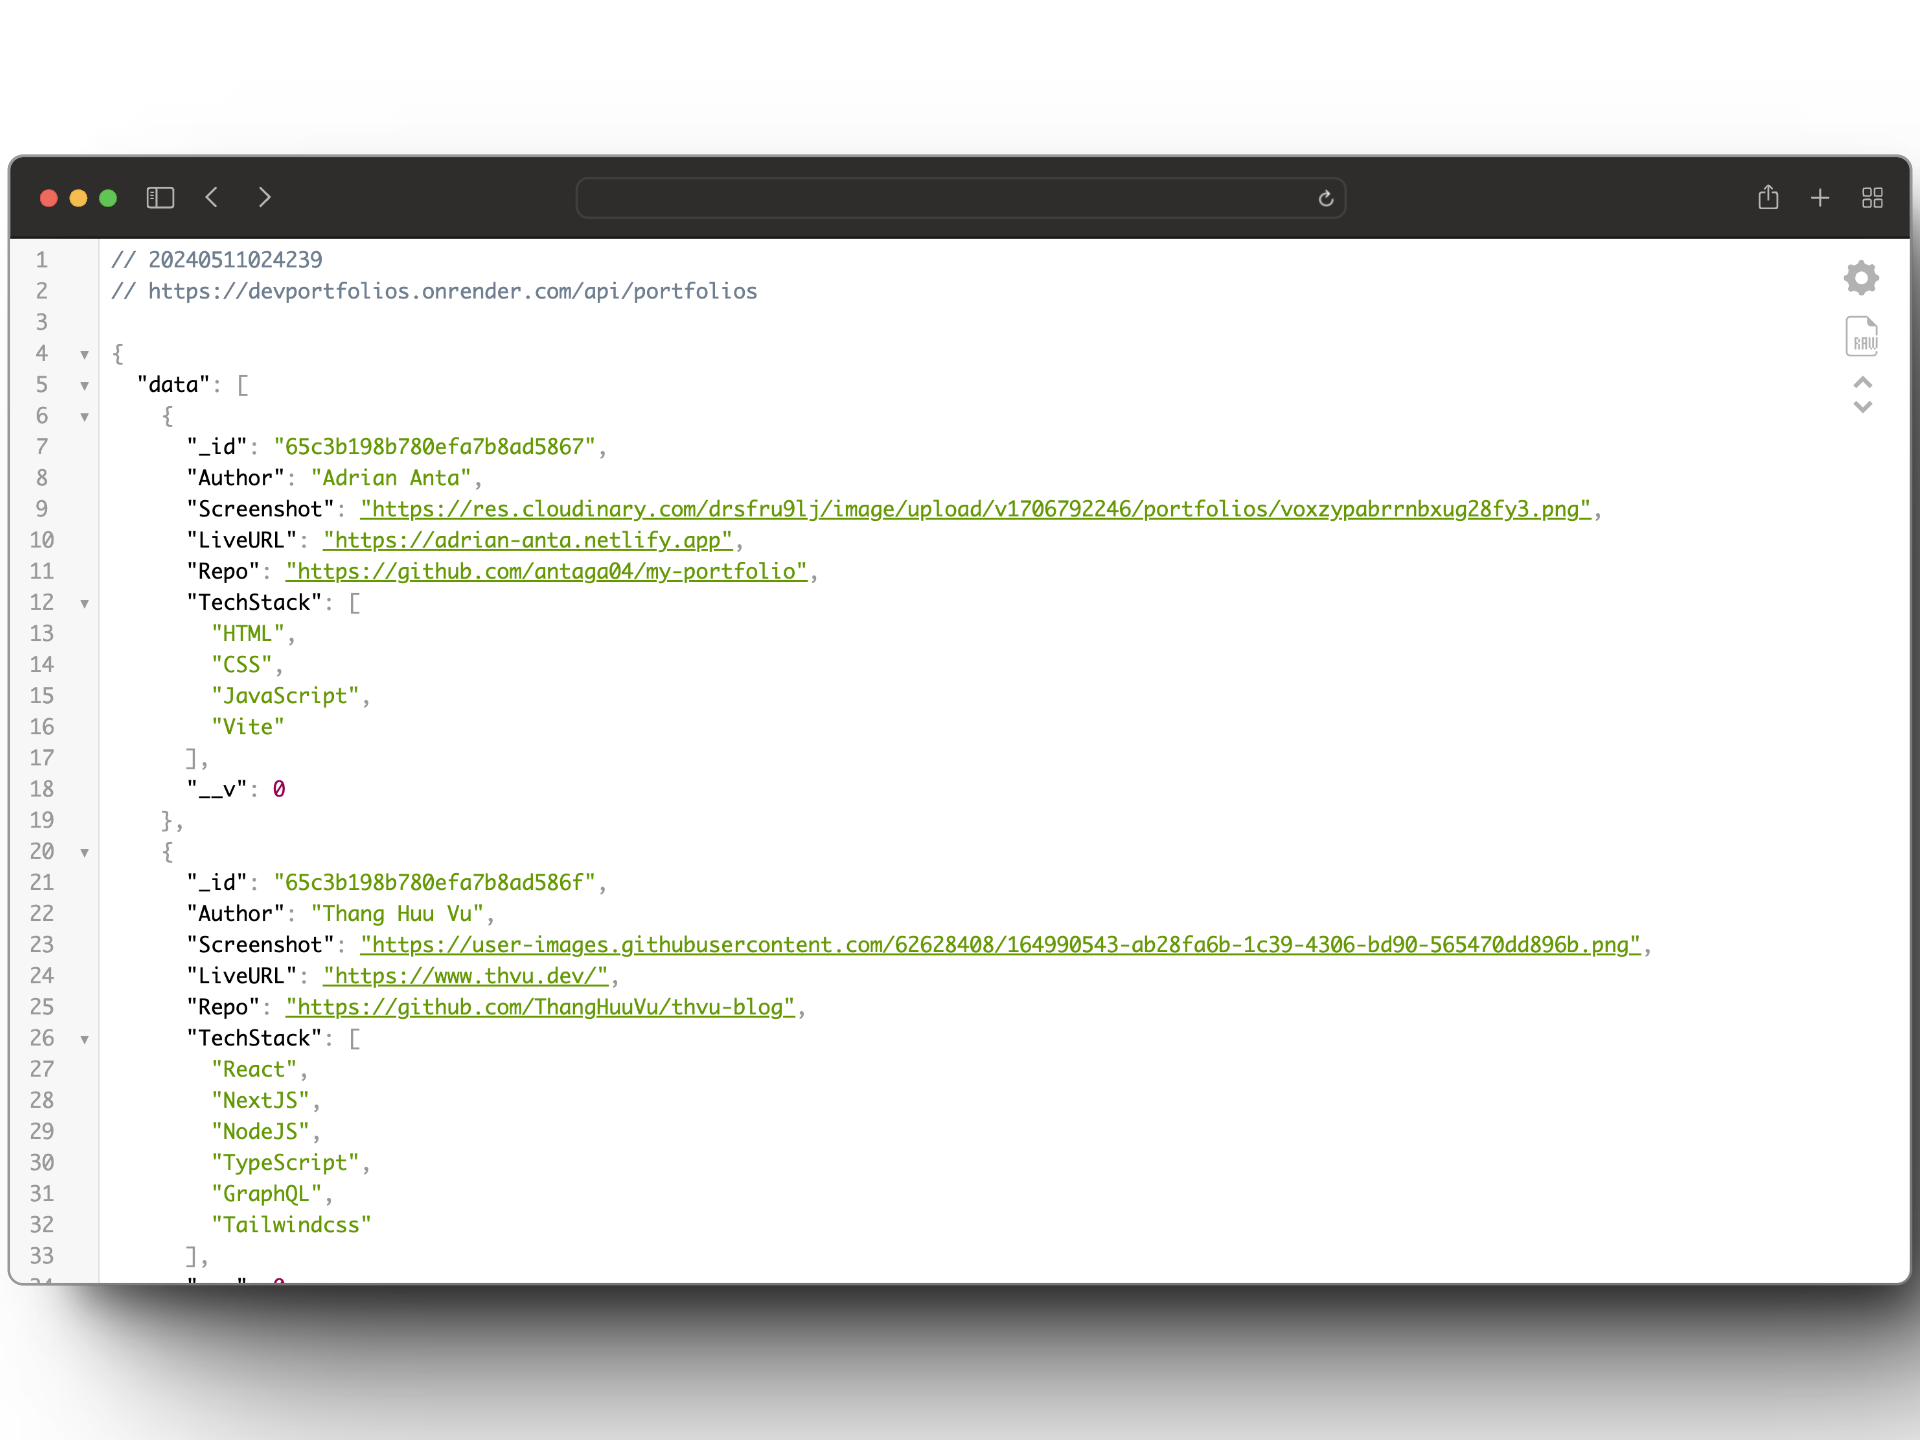 1 // 20240511024239
2 // https://devportfolios.onrender.com/api/portfolios
3
4 {
5 "data": [
6 {
7 "_id": "65c3b198b780efa7b8ad5867",
8 "Author": "Adrian Anta",
9 "Screenshot": "https://res.cloudinary.com/drsfru9lj/image/upload/v1706792246/portfolios/voxzypabrrnbxug28fy3.png",
10 "LiveURL": "https://adrian-anta.netlify.app",
11 "Repo": "https://github.com/antaga04/my-portfolio",
12 "TechStack": [
13 "HTML",
14 "CSS",
15 "JavaScript",
16 "Vite"
17 ],
18 "__v": 0
19 },
20 {
21 "_id": "65c3b198b780efa7b8ad586f",
22 "Author": "Thang Huu Vu",
23 "Screenshot": "https://user-images.githubusercontent.com/62628408/164990543-ab28fa6b-1c39-4306-bd90-565470dd896b.png",
24 "LiveURL": "https://www.thvu.dev/",
25 "Repo": "https://github.com/ThangHuuVu/thvu-blog",
26 "TechStack": [
27 "React",
28 "NextJS",
29 "NodeJS",
30 "TypeScript",
31 "GraphQL",
32 "Tailwindcss"
33 ],
RAW